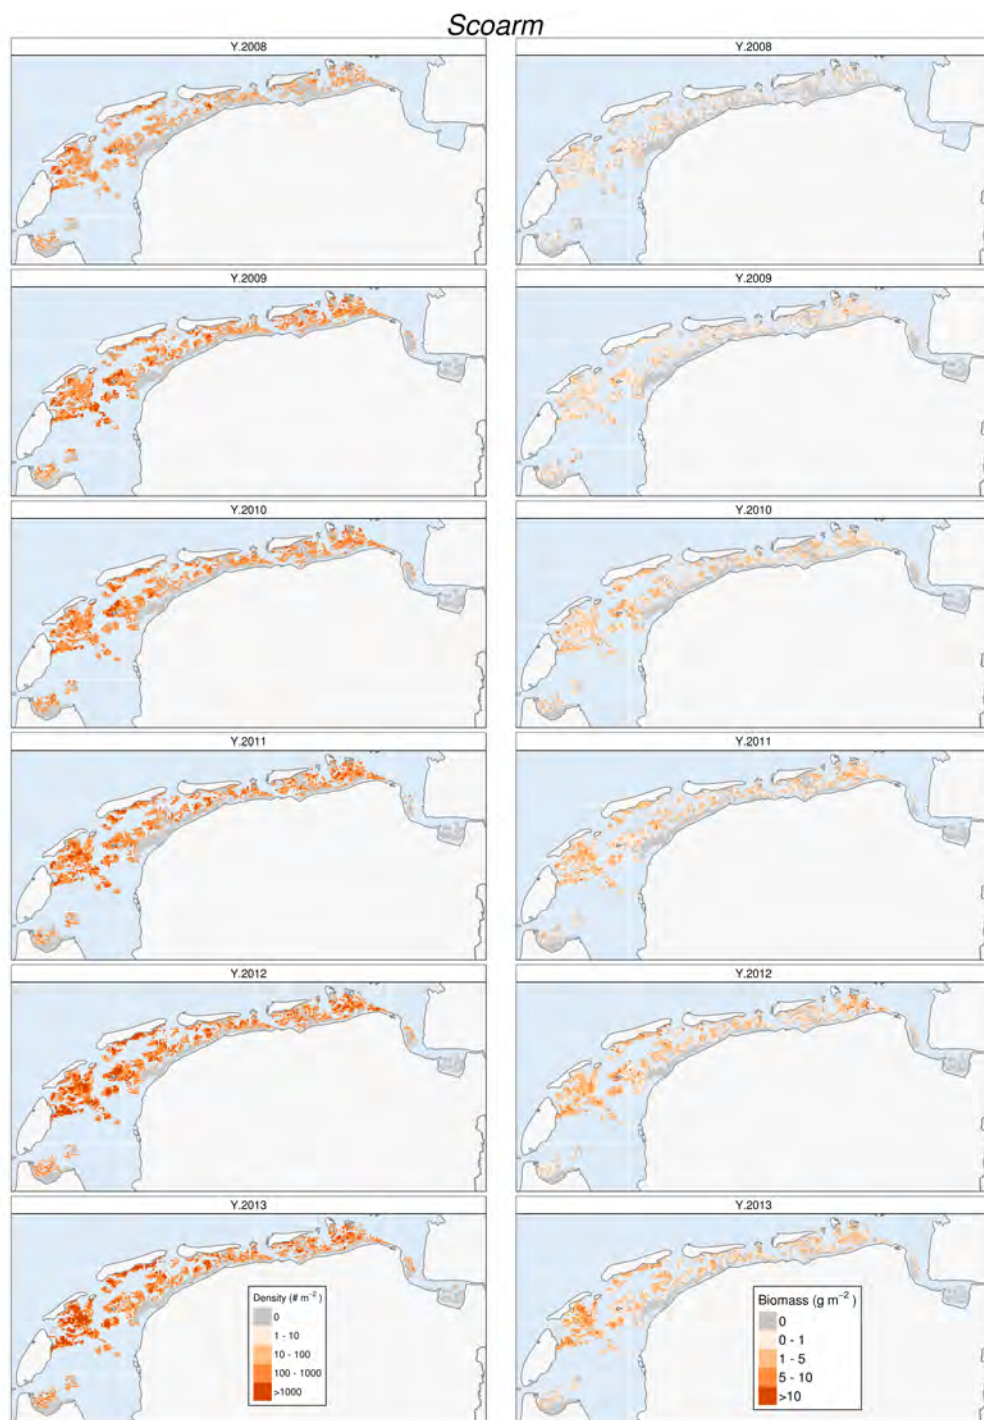 Scoarm
Y.2008
Y.2008
Y.2009
Y.2009
Y.2010
Y.2010
Y.2011
Y.2011
Y.2012
Y.2012
Y.2013
Y.2013
Density (# m⁻²)
0
1 - 10
10 - 100
100 - 1000
>1000
Biomass (g m⁻²)
0
0 - 1
1 - 5
5 - 10
>10